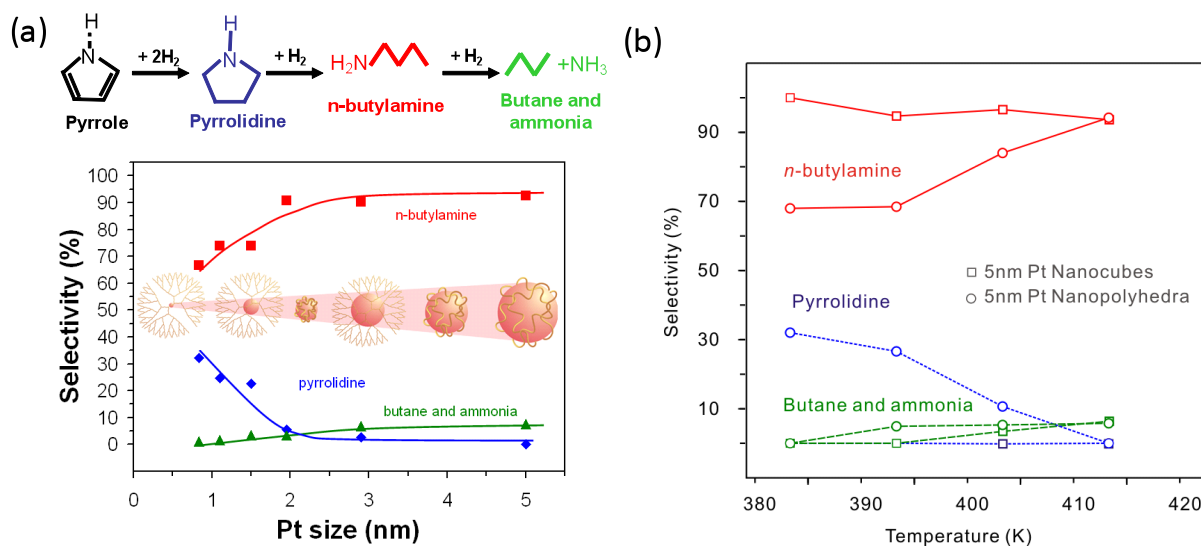 (a)
H
N
+ 2H2
+ H2
+ H2
H
N
H2N
+NH3
Pyrrole
Pyrrolidine
n-butylamine
Butane and
ammonia
Selectivity (%)
100
90
80
70
60
50
40
30
20
10
0
n-butylamine
pyrrolidine
butane and ammonia
0
1
2
3
4
5
Pt size (nm)
(b)
Selectivity (%)
90
70
50
30
10
n-butylamine
5nm Pt Nanocubes
5nm Pt Nanopolyhedra
Pyrrolidine
Butane and ammonia
380
390
400
410
420
Temperature (K)